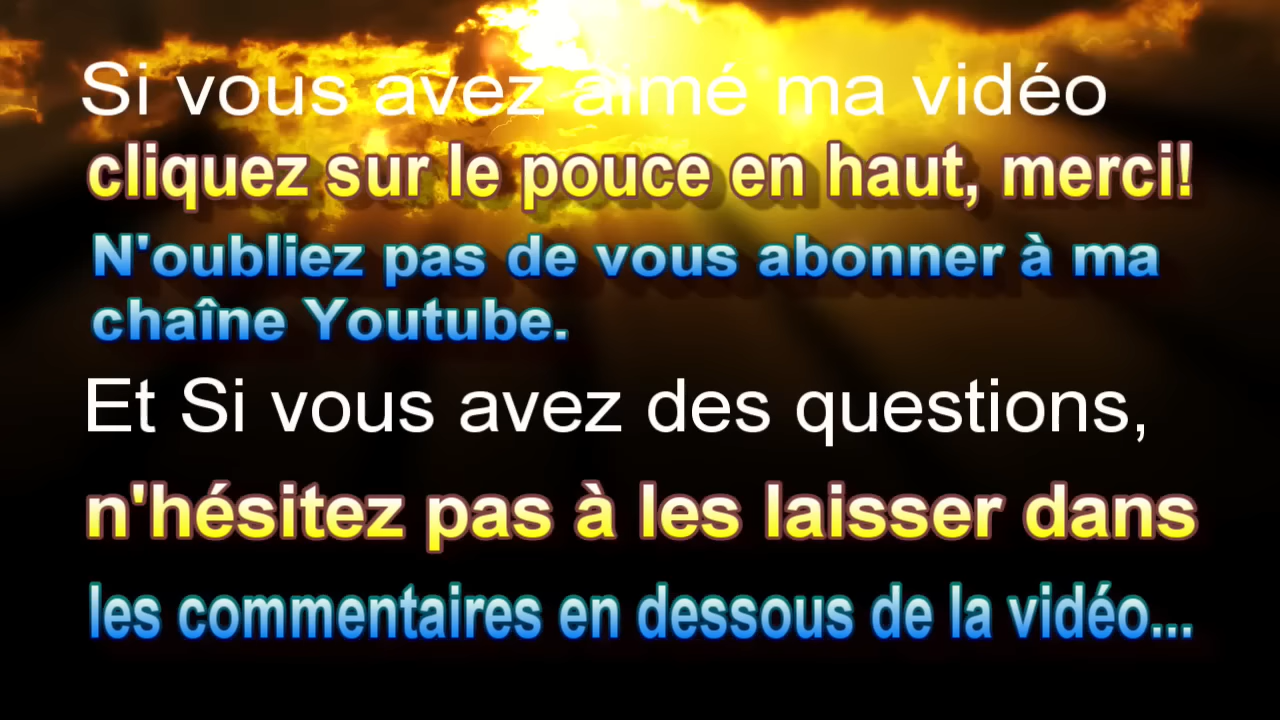 Si vous avez aimé ma vidéo
cliquez sur le pouce en haut, merci!
N'oubliez pas de vous abonner à ma
chaîne Youtube.
Et Si vous avez des questions,
n'hésitez pas à les laisser dans
les commentaires en dessous de la vidéo...